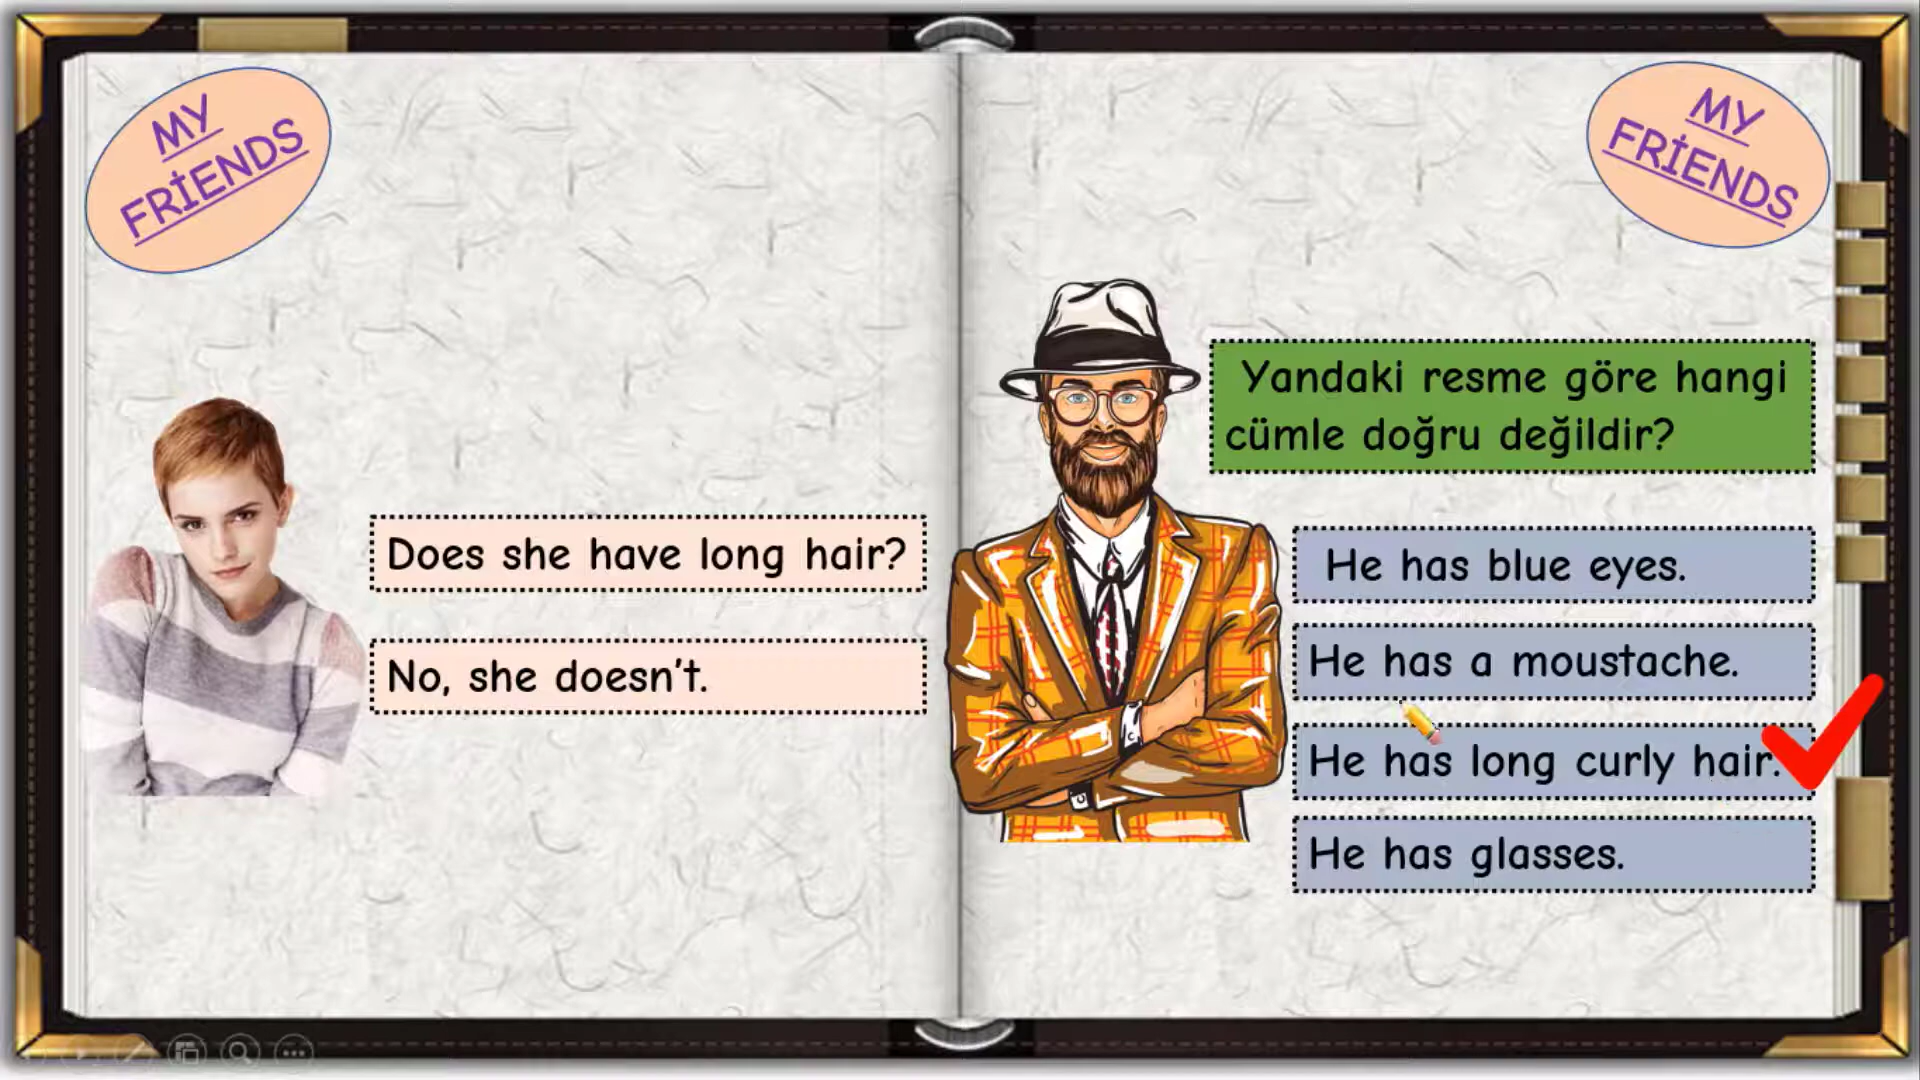 MY
FRİENDS
Does she have long hair?
No, she doesn't.
MY
FRİENDS
Yandaki resme göre hangi
cümle doğru değildir?
He has blue eyes.
He has a moustache.
He has long curly hair.
He has glasses.